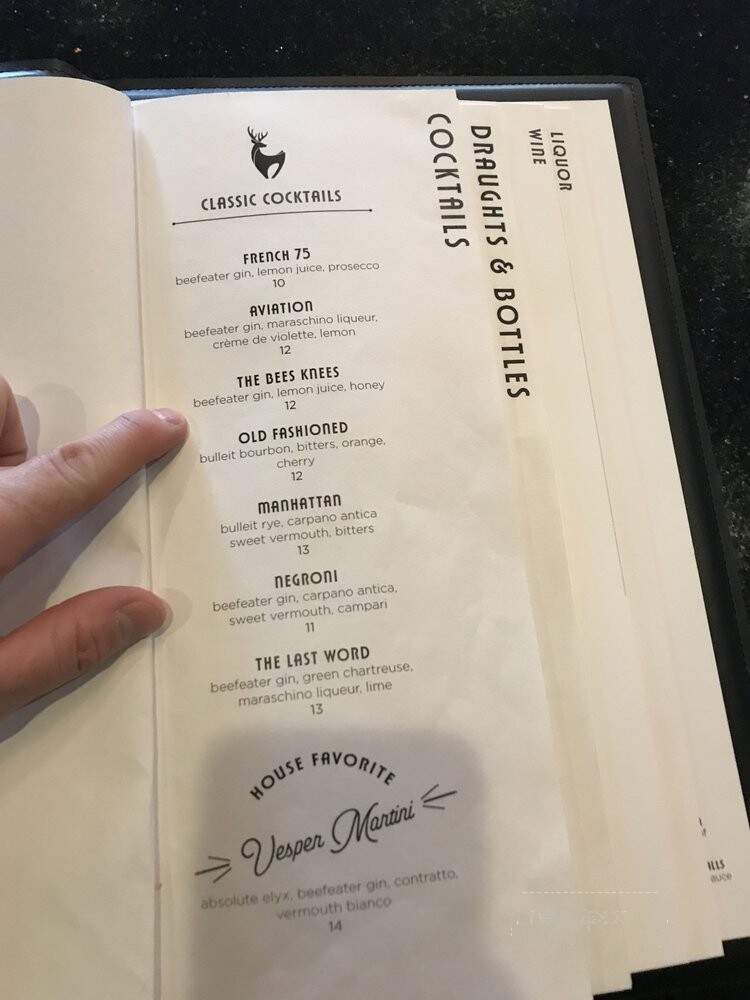 CLASSIC COCKTAILS
FRENCH 75
beefeater gin, lemon juice, prosecco
10
AVIATION
beefeater gin, maraschino liqueur,
crème de violette, lemon
12
THE BEES KNEES
beefeater gin, lemon juice, honey
12
OLD FASHIONED
bulleit bourbon, bitters, orange,
cherry
12
MANHATTAN
bulleit rye, carpano antica
sweet vermouth, bitters
13
NEGRONI
beefeater gin, carpano antica,
sweet vermouth, campari
11
THE LAST WORD
beefeater gin, green chartreuse,
maraschino liqueur, lime
13
HOUSE FAVORITE
Vesper Martini
absolute elyx, beefeater gin, contratto,
vermouth bianco
14
COCKTAILS
DRAUGHTS & BOTTLES
WINE
LIQUOR